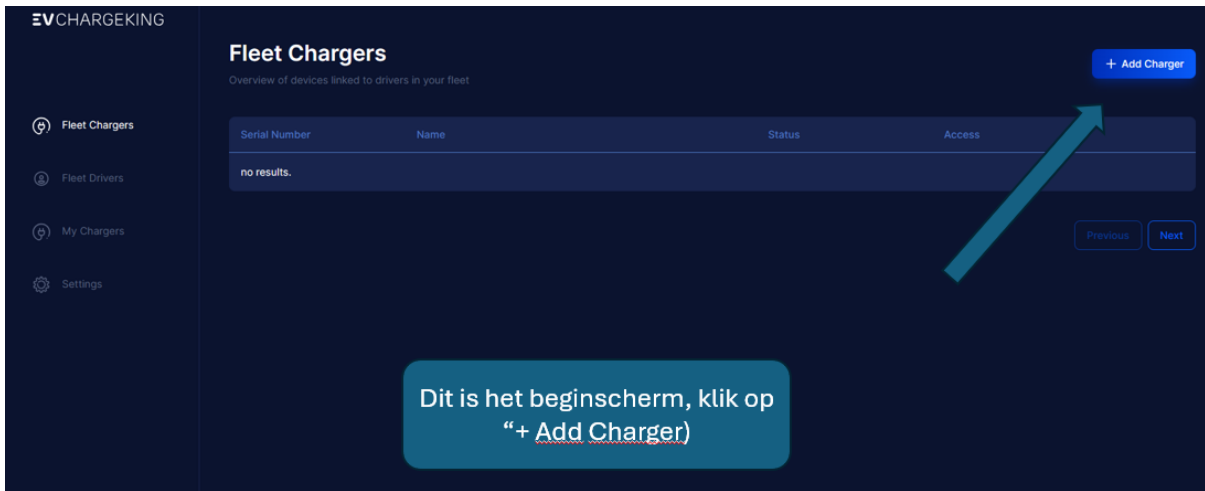 EVCHARGEKING
Fleet Chargers
+ Add Charger
Overview of devices linked to drivers in your fleet
Fleet Chargers
Serial Number Name Status Access
no results.
Fleet Drivers
My Chargers
Previous Next
Settings
Dit is het beginscherm, klik op
“+ Add Charger)